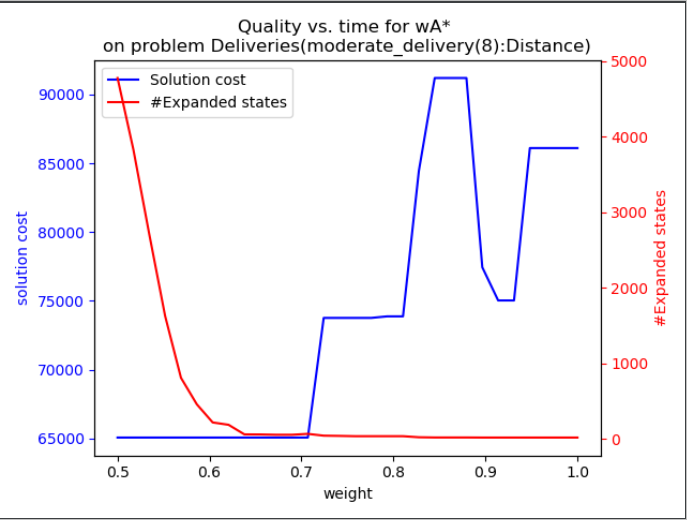 Quality vs. time for wA*
on problem Deliveries(moderate_delivery(8):Distance)
Solution cost
#Expanded states
90000
85000
80000
75000
70000
65000
solution cost
5000
4000
3000
2000
1000
0
#Expanded states
0.5 0.6 0.7 0.8 0.9 1.0
weight